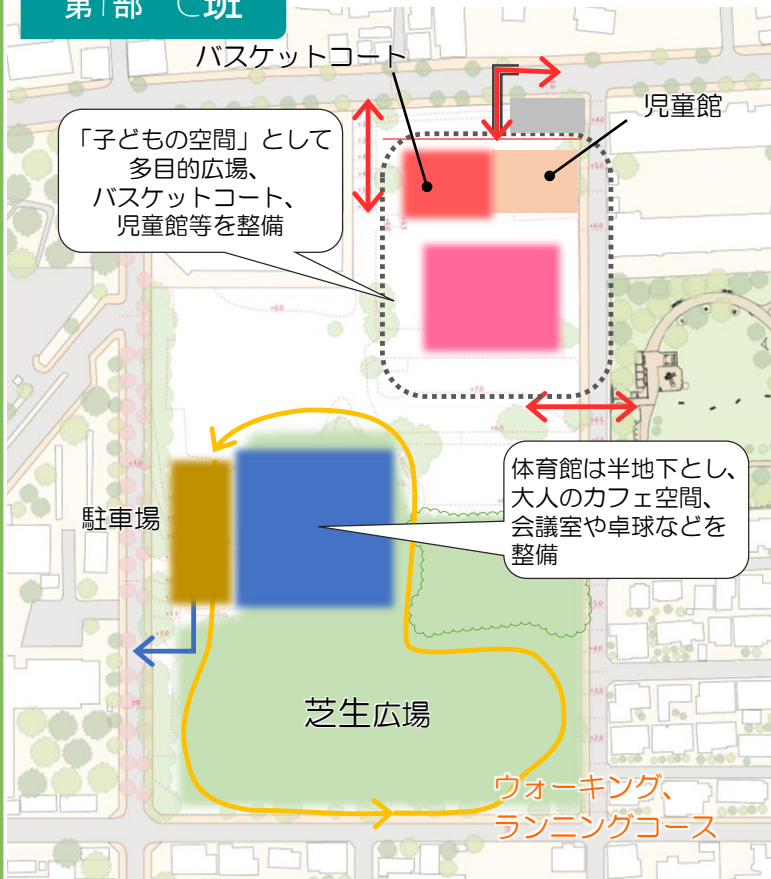 第1部 C班
バスケットコート
児童館
「子どもの空間」として
多目的広場、
バスケットコート、
児童館等を整備
体育館は半地下とし、
大人のカフェ空間、
会議室や卓球などを
整備
駐車場
芝生広場
ウォーキング、
ランニングコース